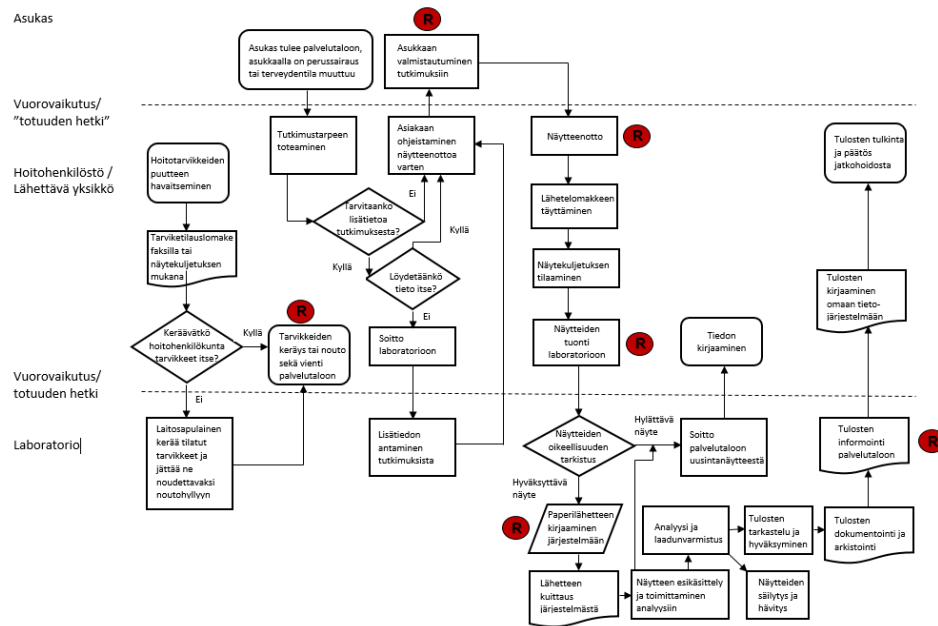 Asukas
R
Asukas tulee palvelutaloon,
asukkaalla on perussairaus
tai terveydentila muuttuu
Asukkaan
valmistautuminen
tutkimuksiin
Vuorovaikutus/
”totuuden hetki”
Hoitohenkilöstö /
Lähettävä yksikkö
Hoitotarvikkeiden
puutteen
havaitseminen
Tarviketilauslomake
faksilla tai
näytekuljetuksen
mukana
Keräävätkö
hoitohenkilökunta
tarvikkeet itse?
Kyllä
Ei
R
Tarvikkeiden
keräys tai nouto
sekä vienti
palvelutaloon
Tutkimustarpeen
toteaminen
Tarvitaanko
lisätietoa
tutkimuksesta?
Ei
Kyllä
Asiakaan
ohjeistaminen
näytteenottoa
varten
Löydetäänkö
tieto itse?
Kyllä
Ei
Soitto
laboratorioon
Näytteenotto
R
Lähetelomakkeen
täyttäminen
Näytekuljetuksen
tilaaminen
Näytteiden
tuonti
laboratorioon
R
Tiedon
kirjaaminen
Tulosten tulkinta
ja päätös
jatkohoidosta
Tulosten
kirjaaminen
omaan tieto-
järjestelmään
Vuorovaikutus/
totuuden hetki
Laboratorio
Laitosapulainen
kerää tilatut
tarvikkeet ja
jättää ne
noudettavaksi
noutohyllyyn
Lisätiedon
antaminen
tutkimuksista
Näytteiden
oikeellisuuden
tarkistus
Hylättävä
näyte
Hyväksyttävä
näyte
Soitto
palvelutaloon
uusintanäytteestä
Tulosten
informointi
palvelutaloon
R
R
Paperilähetteen
kirjaaminen
järjestelmään
Analyysi ja
laadunvarmistus
Tulosten
tarkastelu ja
hyväksyminen
Tulosten
dokumentointi ja
arkistointi
Lähetteen
kuittaus
järjestelmästä
Näytteen esikäsittely
ja toimittaminen
analyysiin
Näytteiden
säilytys ja
hävitys